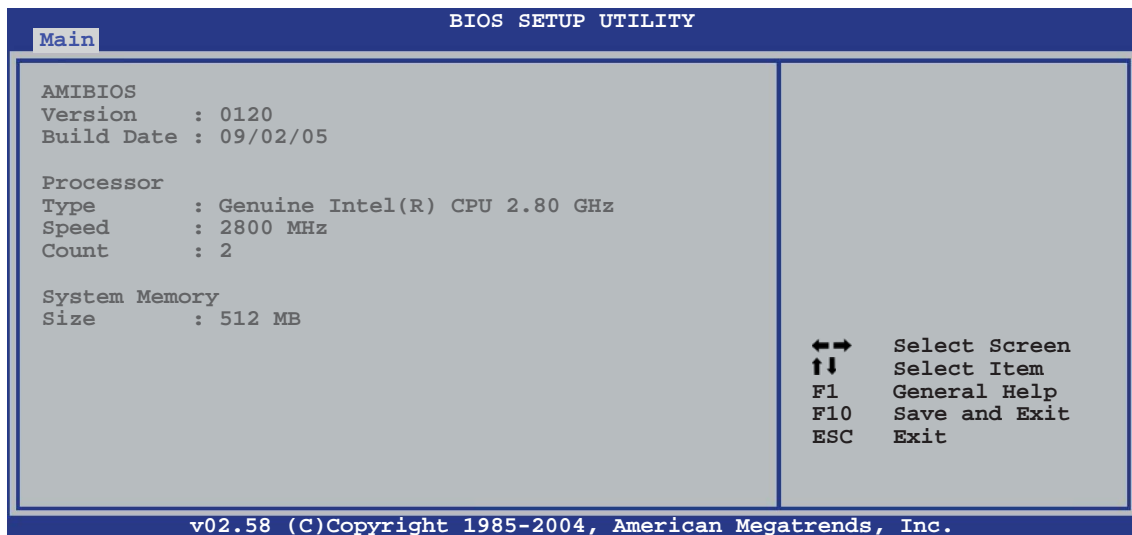 BIOS SETUP UTILITY
Main
AMIBIOS
Version : 0120
Build Date : 09/02/05
Processor
Type : Genuine Intel(R) CPU 2.80 GHz
Speed : 2800 MHz
Count : 2
System Memory
Size : 512 MB
←→ Select Screen
↑↓ Select Item
F1 General Help
F10 Save and Exit
ESC Exit
v02.58 (C)Copyright 1985-2004, American Megatrends, Inc.